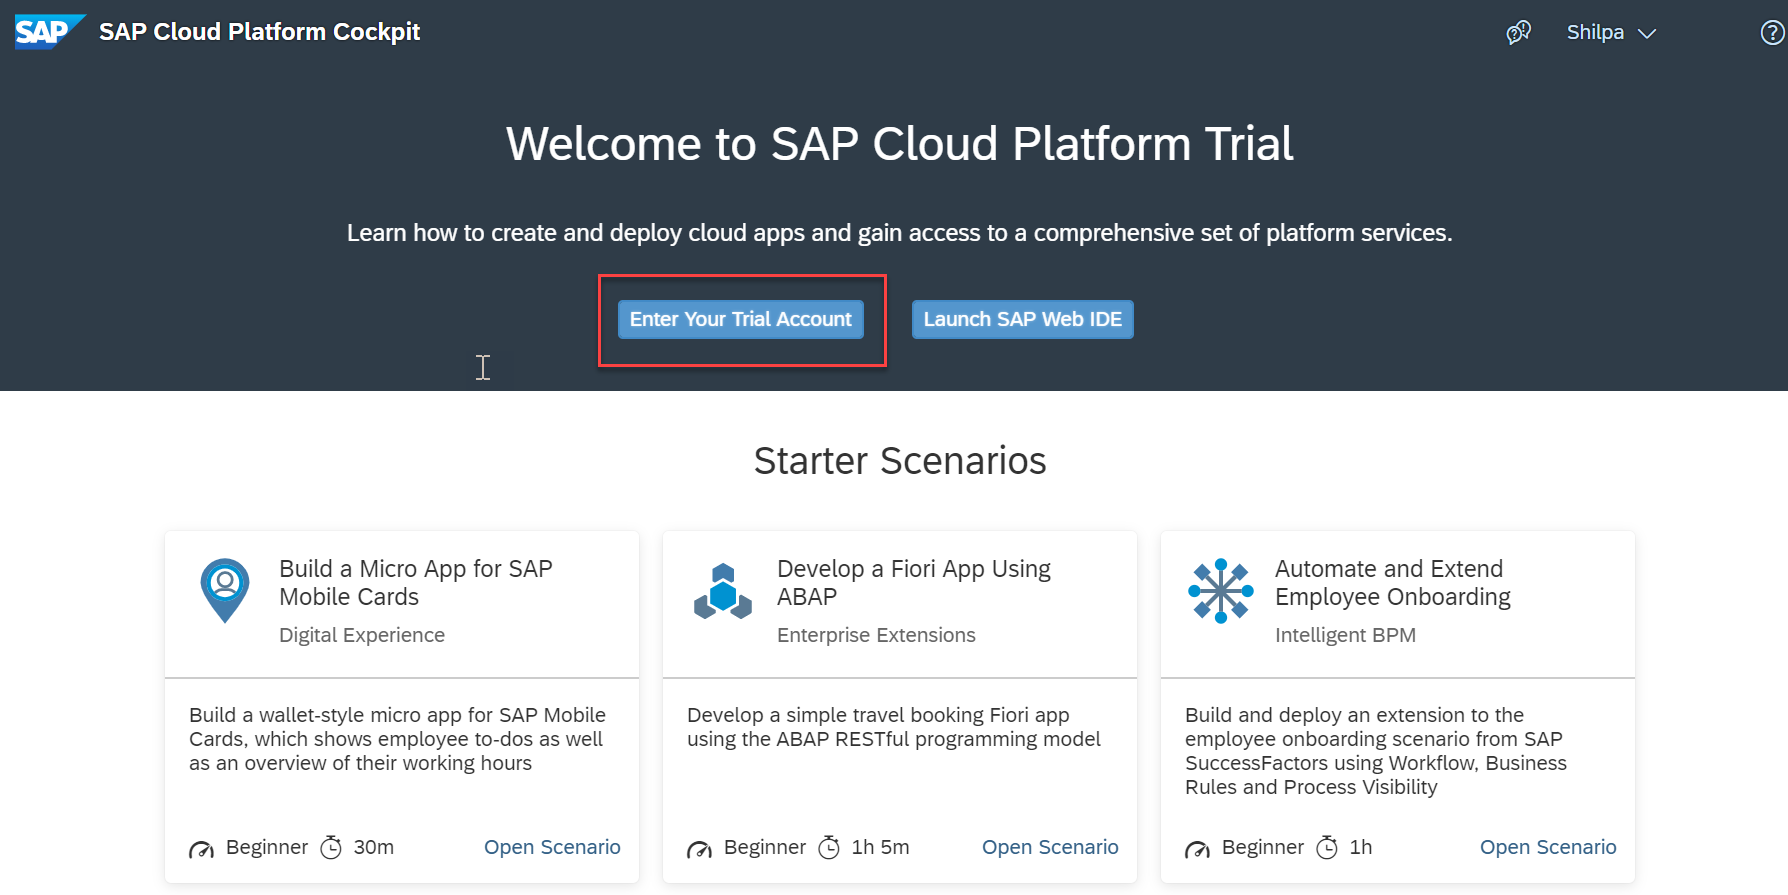 SAP SAP Cloud Platform Cockpit Shilpa
Welcome to SAP Cloud Platform Trial
Learn how to create and deploy cloud apps and gain access to a comprehensive set of platform services.
Enter Your Trial Account Launch SAP Web IDE
Starter Scenarios
Build a Micro App for SAP
Mobile Cards
Digital Experience
Build a wallet-style micro app for SAP Mobile
Cards, which shows employee to-dos as well
as an overview of their working hours
Beginner 30m Open Scenario
Develop a Fiori App Using
ABAP
Enterprise Extensions
Develop a simple travel booking Fiori app
using the ABAP RESTful programming model
Beginner 1h 5m Open Scenario
Automate and Extend
Employee Onboarding
Intelligent BPM
Build and deploy an extension to the
employee onboarding scenario from SAP
SuccessFactors using Workflow, Business
Rules and Process Visibility
Beginner 1h Open Scenario